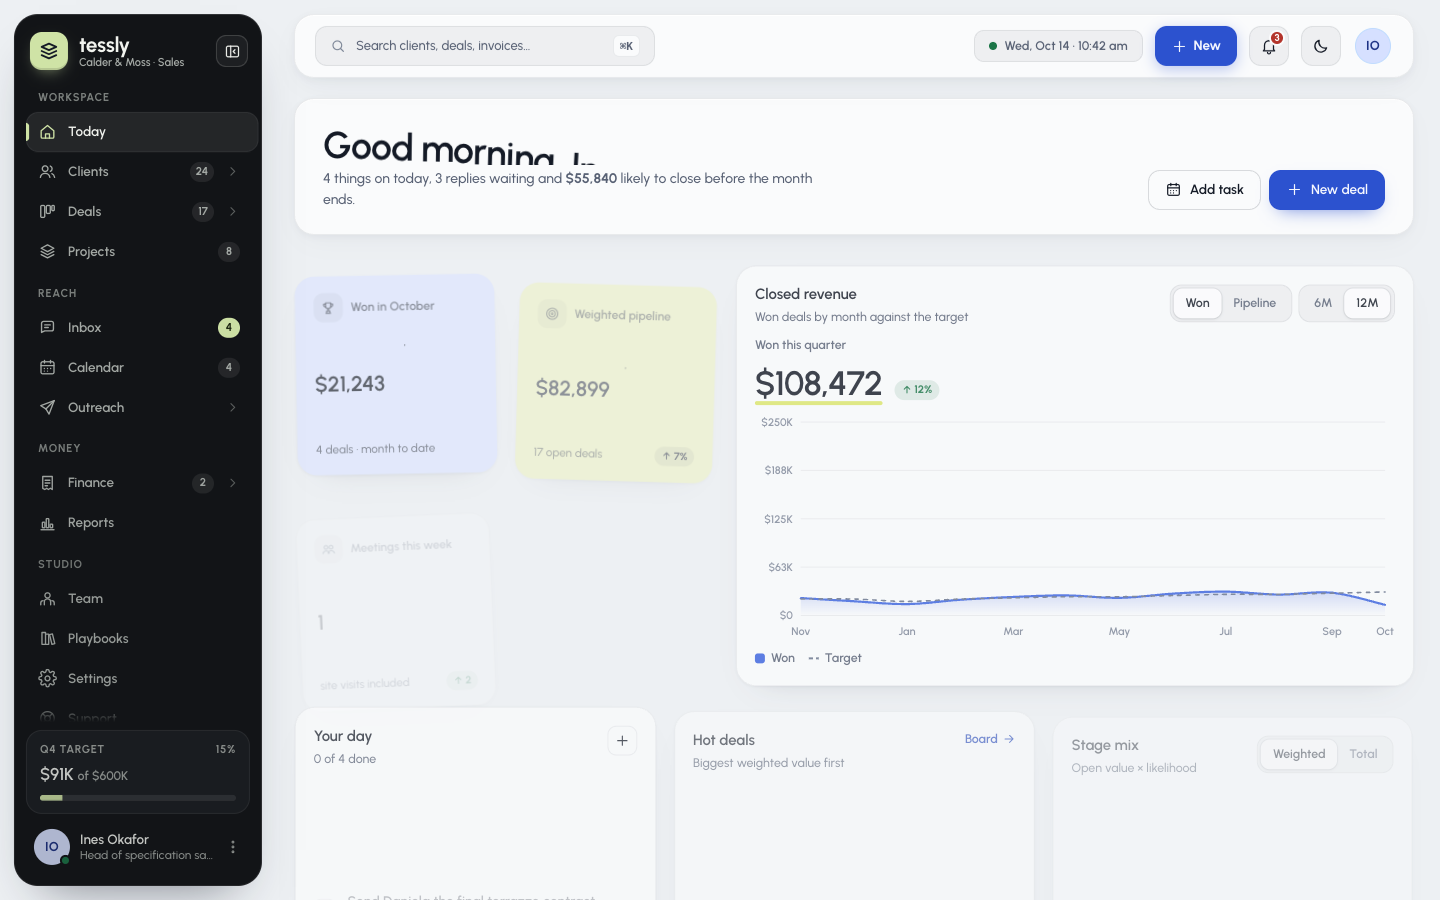 tessly
Calder & Moss · Sales
WORKSPACE
Today
Clients 24
Deals 17
Projects 8
REACH
Inbox 4
Calendar 4
Outreach
MONEY
Finance 2
Reports
STUDIO
Team
Playbooks
Settings
Support
Q4 TARGET 15%
$91K of $600K
IO
Ines Okafor
Head of specification sa…
Search clients, deals, invoices… ⌘K
Wed, Oct 14 · 10:42 am
New
3
IO
Good morning,
4 things on today, 3 replies waiting and $55,840 likely to close before the month
ends.
Add task
New deal
Won in October
$21,243
4 deals · month to date
Weighted pipeline
$82,899
17 open deals
↑ 7%
Meetings this week
1
site visits included
↑ 2
Closed revenue
Won deals by month against the target
Won Pipeline
6M 12M
Won this quarter
$108,472
↑ 12%
$250K
$188K
$125K
$63K
$0
Nov Jan Mar May Jul Sep Oct
Won Target
Your day
0 of 4 done
Hot deals
Biggest weighted value first
Board →
Stage mix
Open value × likelihood
Weighted Total